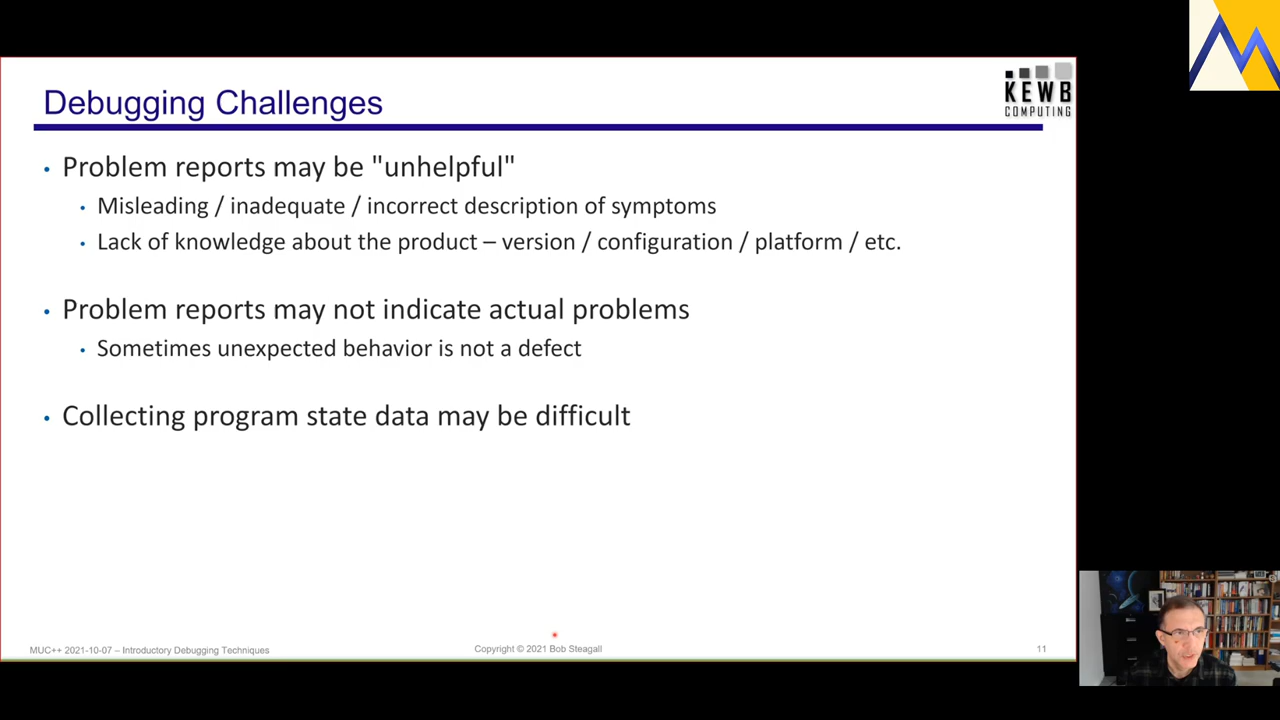 Debugging Challenges
KEWB
COMPUTING
• Problem reports may be "unhelpful"
• Misleading / inadequate / incorrect description of symptoms
• Lack of knowledge about the product – version / configuration / platform / etc.
• Problem reports may not indicate actual problems
• Sometimes unexpected behavior is not a defect
• Collecting program state data may be difficult
MUC++ 2021-10-07 – Introductory Debugging Techniques
Copyright © 2021 Bob Steagall
11